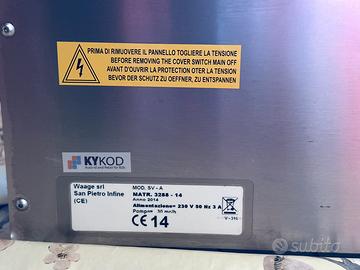 PRIMA DI RIMUOVERE IL PANNELLO TOGLIERE LA TENSIONE
BEFORE REMOVING THE COVER SWITCH MAIN OFF
AVANT D'OUVRIR LA PROTECTION OTER LA TENSION
BEVOR DER SCHUTZ ZU OEFFNER, ZU ENTSPANNEN
KYKOD
Waage srl
San Pietro Infine
(CE)
MOD. SV - A
MATR. 3288 - 14
Anno 2014
Alimentazione= 230 V 50 Hz 3 A
30 mc/h
CE 14
subito